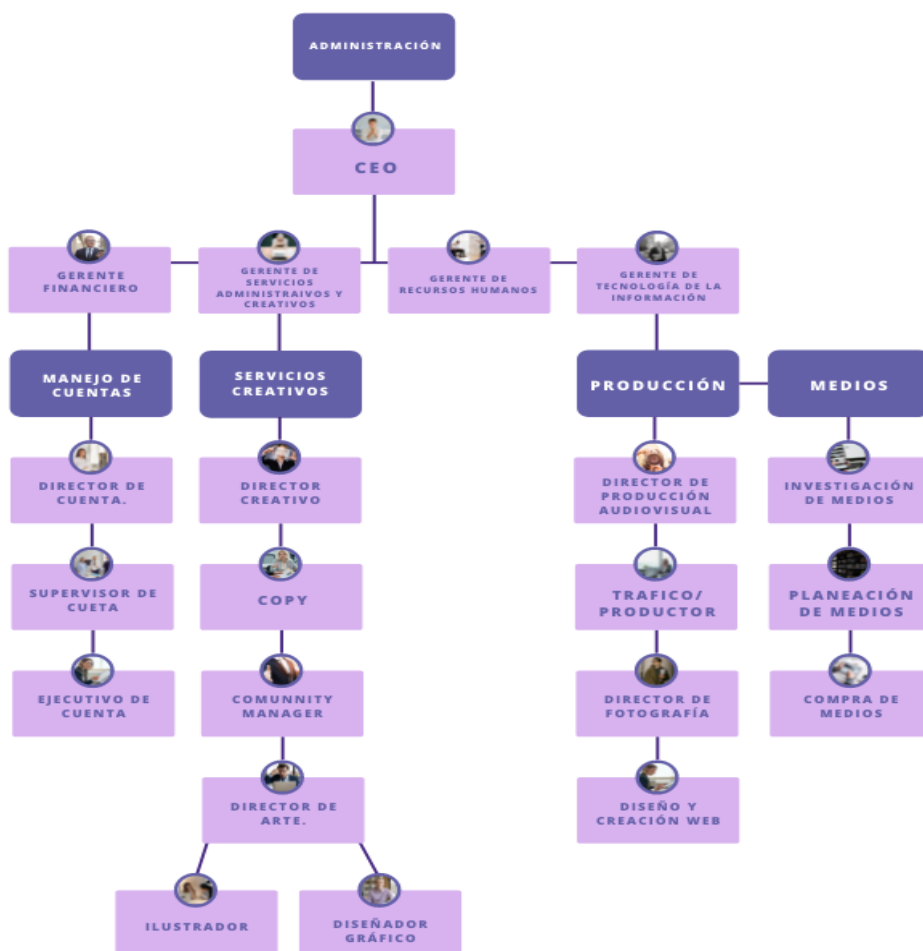 ADMINISTRACIÓN
CEO
GERENTE
FINANCIERO
GERENTE DE
SERVICIOS
ADMINISTRAIVOS Y
CREATIVOS
GERENTE DE
RECURSOS HUMANOS
GERENTE DE
TECNOLOGÍA DE LA
INFORMACIÓN
MANEJO DE
CUENTAS
SERVICIOS
CREATIVOS
PRODUCCIÓN
MEDIOS
DIRECTOR DE
CUENTA.
DIRECTOR
CREATIVO
DIRECTOR DE
PRODUCCIÓN
AUDIOVISUAL
INVESTIGACIÓN
DE MEDIOS
SUPERVISOR DE
CUETA
COPY
TRAFICO/
PRODUCTOR
PLANEACIÓN
DE MEDIOS
EJECUTIVO DE
CUENTA
COMUNNITY
MANAGER
DIRECTOR DE
FOTOGRAFÍA
COMPRA DE
MEDIOS
DIRECTOR DE
ARTE.
DISEÑO Y
CREACIÓN WEB
ILUSTRADOR
DISEÑADOR
GRÁFICO